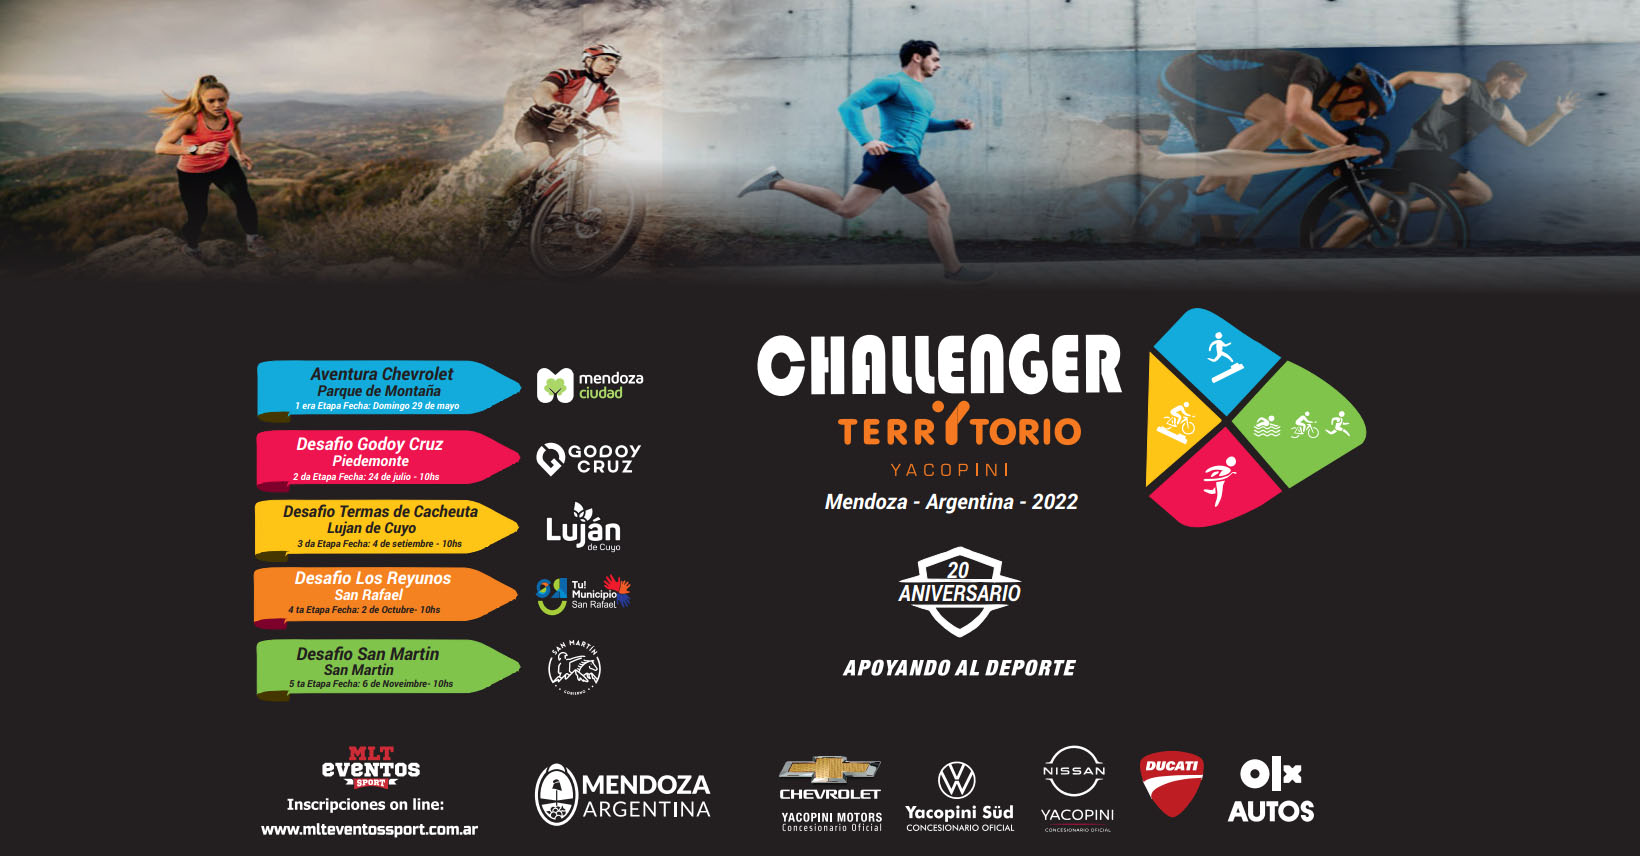 Aventura Chevrolet
Parque de Montaña
1 era Etapa Fecha: Domingo 29 de mayo
mendoza
ciudad
Desafio Godoy Cruz
Piedemonte
2 da Etapa Fecha: 24 de julio - 10hs
GODOY
CRUZ
Desafio Termas de Cacheuta
Lujan de Cuyo
3 da Etapa Fecha: 4 de setiembre - 10hs
Luján
de Cuyo
Desafio Los Reyunos
San Rafael
4 ta Etapa Fecha: 2 de Octubre- 10hs
Tu!
Municipio
San Rafael
Desafio San Martin
San Martin
5 ta Etapa Fecha: 6 de Noveimbre- 10hs
SAN MARTÍN
GOBIERNO
CHALLENGER
TERRYTORIO
YACOPINI
Mendoza - Argentina - 2022
20
ANIVERSARIO
APOYANDO AL DEPORTE
MLT
eventos
SPORT
Inscripciones on line:
www.mlteventossport.com.ar
MENDOZA
ARGENTINA
CHEVROLET
YACOPINI MOTORS
Concesionario Oficial
Yacopini Süd
CONCESIONARIO OFICIAL
NISSAN
YACOPINI
CONCESIONARIO OFICIAL
DUCATI
olx
AUTOS